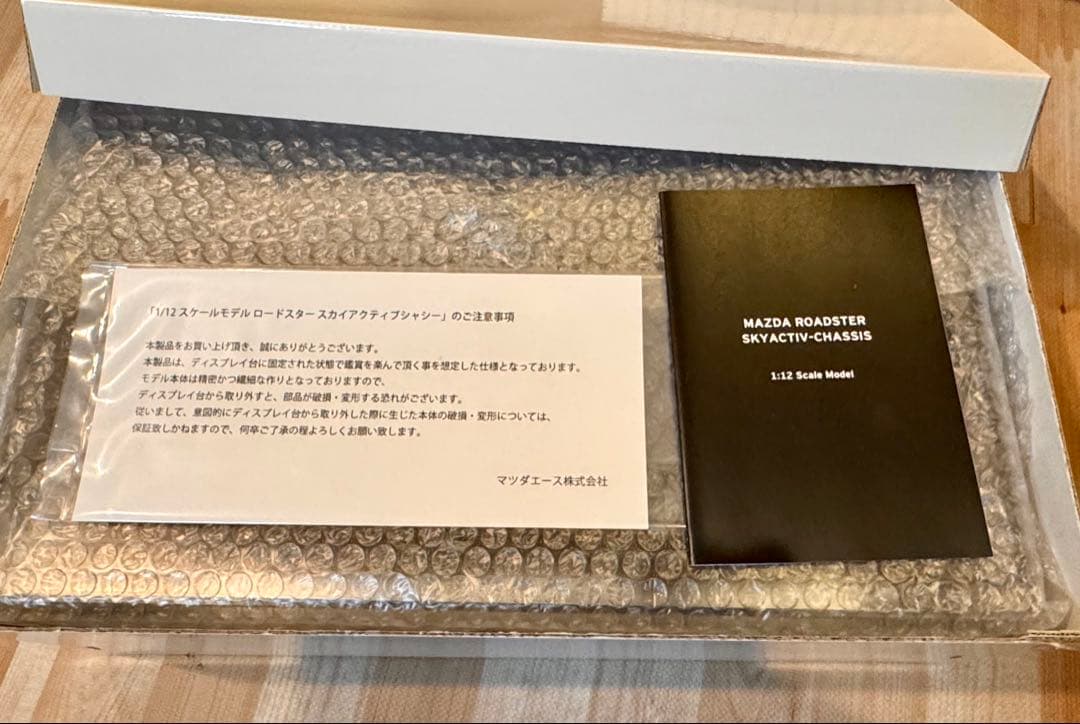 「1/12 スケールモデル ロードスター スカイアクティブシャシー」のご注意事項
本製品をお買い上げ頂き、誠にありがとうございます。
本製品は、ディスプレイ台に固定された状態で鑑賞を楽んで頂く事を想定した仕様となっております。
モデル本体は精密かつ繊細な作りとなっておりますので、
ディスプレイ台から取り外すと、部品が破損・変形する恐れがございます。
従いまして、意図的にディスプレイ台から取り外した際に生じた本体の破損・変形については、
保証致しかねますので、何卒ご了承の程よろしくお願い致します。
マツダエース株式会社
MAZDA ROADSTER
SKYACTIV-CHASSIS
1:12 Scale Model